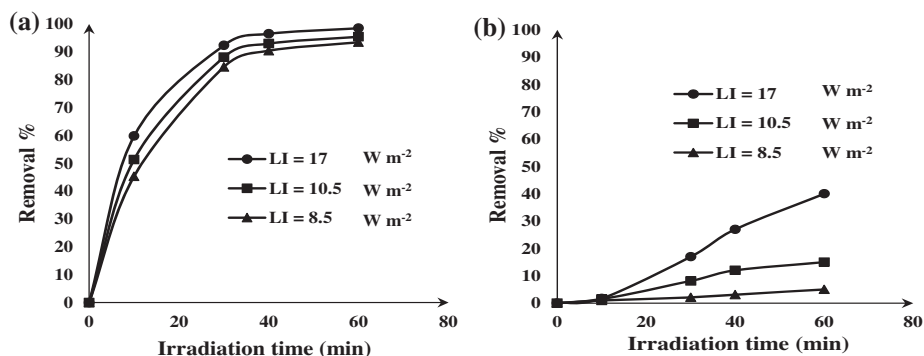 (a)
100
90
80
70
60
50
40
30
20
10
0
Removal %
LI = 17 W m-2
LI = 10.5 W m-2
LI = 8.5 W m-2
0 20 40 60 80
Irradiation time (min)
(b)
100
90
80
70
60
50
40
30
20
10
0
Removal %
LI = 17 W m-2
LI = 10.5 W m-2
LI = 8.5 W m-2
0 20 40 60 80
Irradiation time (min)